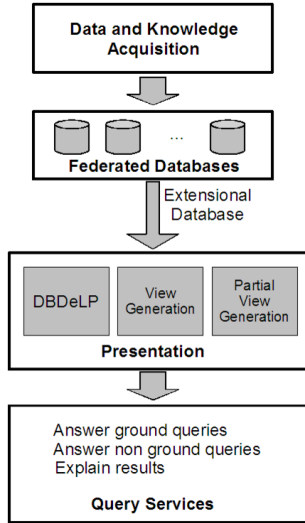 Data and Knowledge
Acquisition
...
Federated Databases
Extensional
Database
DBDeLP
View
Generation
Partial
View
Generation
Presentation
Answer ground queries
Answer non ground queries
Explain results
Query Services